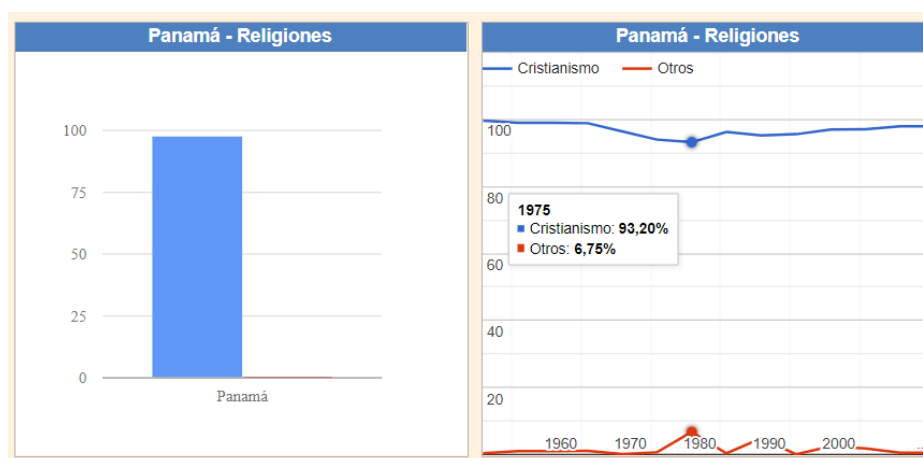 Panamá - Religiones
100
75
50
25
0
Panamá
Panamá - Religiones
Cristianismo Otros
100
80
1975
Cristianismo: 93,20%
Otros: 6,75%
60
40
20
1960 1970 1980 1990 2000